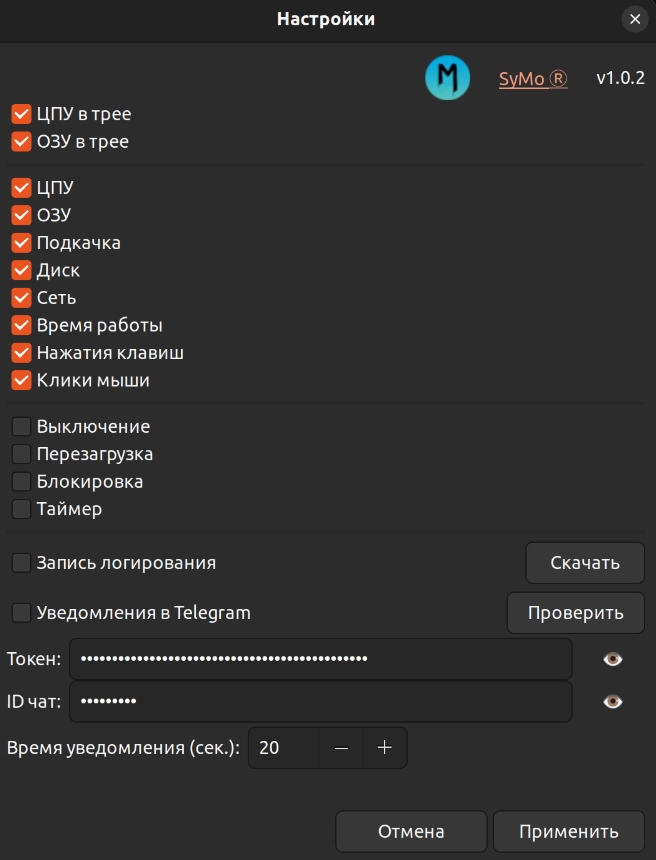 Настройки
SyMo Ⓡ v1.0.2
ЦПУ в трее
ОЗУ в трее
ЦПУ
ОЗУ
Подкачка
Диск
Сеть
Время работы
Нажатия клавиш
Клики мыши
Выключение
Перезагрузка
Блокировка
Таймер
Запись логирования Скачать
Уведомления в Telegram Проверить
Токен: ••••••••••••••••••••••••••••••••••••••••••••••
ID чат: •••••••••
Время уведомления (сек.): 20 — +
Отмена Применить